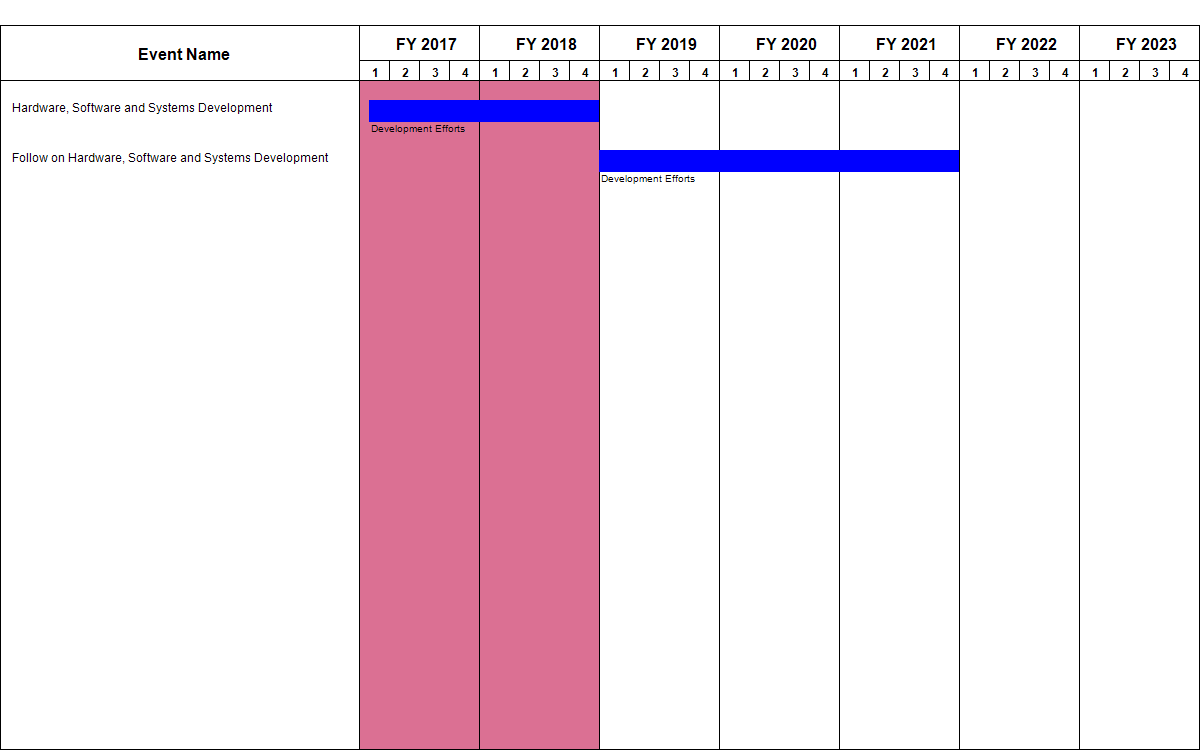 Event Name
FY 2017 FY 2018 FY 2019 FY 2020 FY 2021 FY 2022 FY 2023
1 2 3 4 1 2 3 4 1 2 3 4 1 2 3 4 1 2 3 4 1 2 3 4 1 2 3 4
Hardware, Software and Systems Development
Development Efforts
Follow on Hardware, Software and Systems Development
Development Efforts